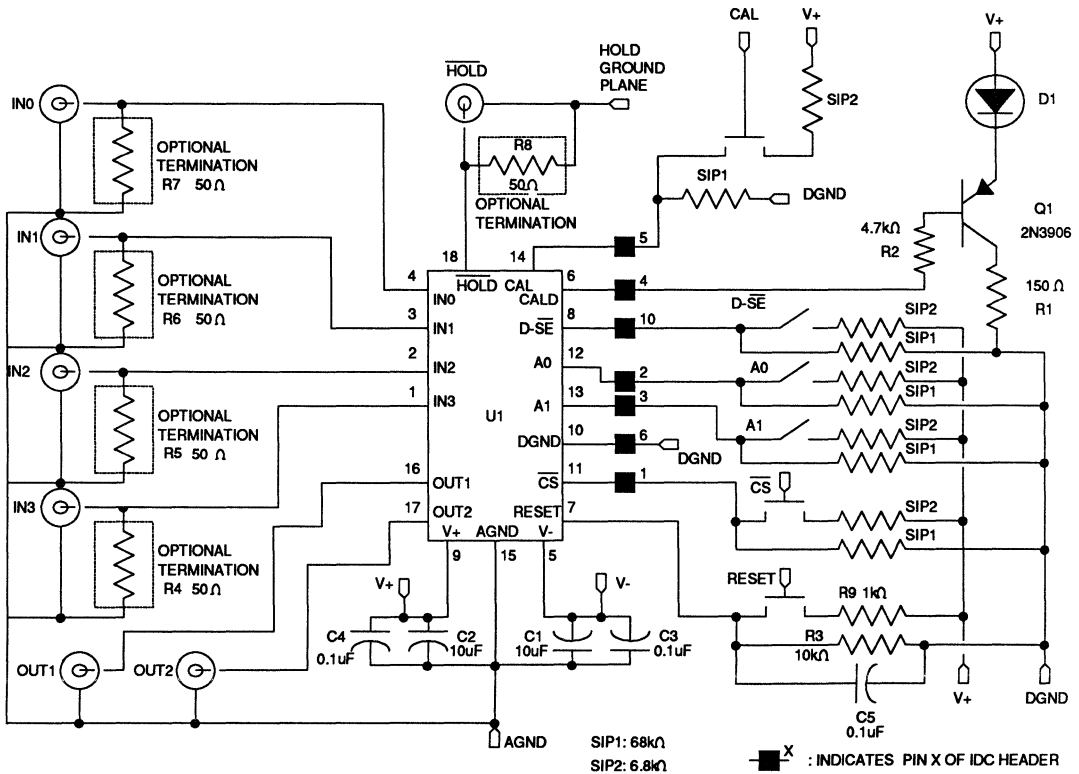 CAL
V+
V+
HOLD
HOLD
GROUND
PLANE
IN0
SIP2
D1
OPTIONAL
TERMINATION
R7 50Ω
R8
50Ω
OPTIONAL
TERMINATION
SIP1
DGND
IN1
Q1
2N3906
4.7kΩ
R2
5
18
14
4
HOLD
CAL
6
4
IN0
CALD
150 Ω
R1
OPTIONAL
TERMINATION
R6 50Ω
3
IN1
8
D-SE
10
D-SE
SIP2
SIP1
IN2
2
IN2
12
A0
2
A0
SIP2
SIP1
1
IN3
13
A1
3
A1
SIP2
SIP1
U1
OPTIONAL
TERMINATION
R5 50 Ω
10
DGND
6
DGND
16
OUT1
11
CS
1
CS
SIP2
SIP1
IN3
17
OUT2
RESET
7
V+
AGND
V-
9
15
5
OPTIONAL
TERMINATION
R4 50Ω
V+
V-
RESET
R9 1kΩ
C4
0.1uF
C2
10uF
C1
10uF
C3
0.1uF
R3
10kΩ
OUT1
OUT2
V+
DGND
C5
0.1uF
AGND
SIP1: 68kΩ
SIP2: 6.8kΩ
X
: INDICATES PIN X OF IDC HEADER